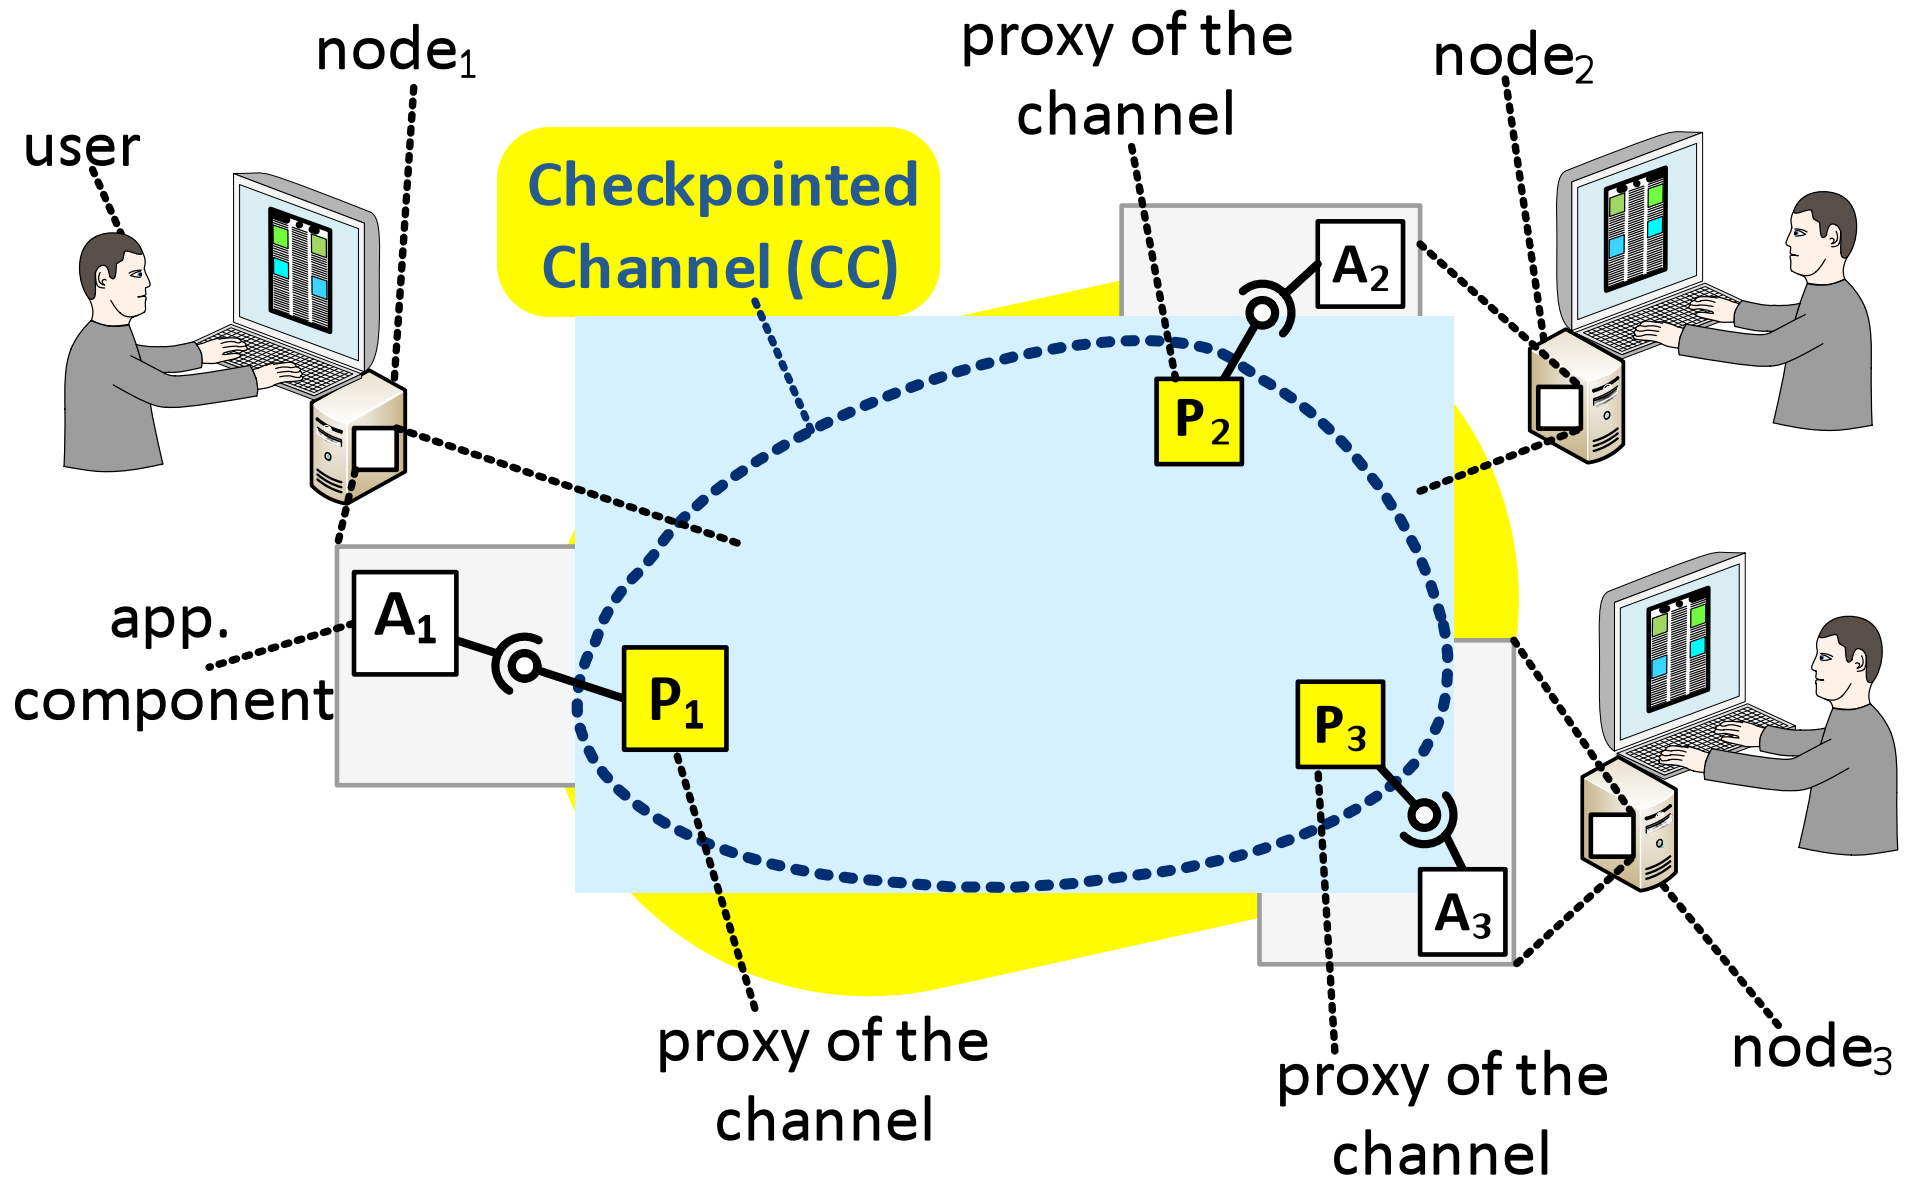 node₁
proxy of the
channel
node₂
user
Checkpointed
Channel (CC)
A₂
P₂
A₁
app.
component
P₁
P₃
A₃
proxy of the
channel
proxy of the
channel
node₃